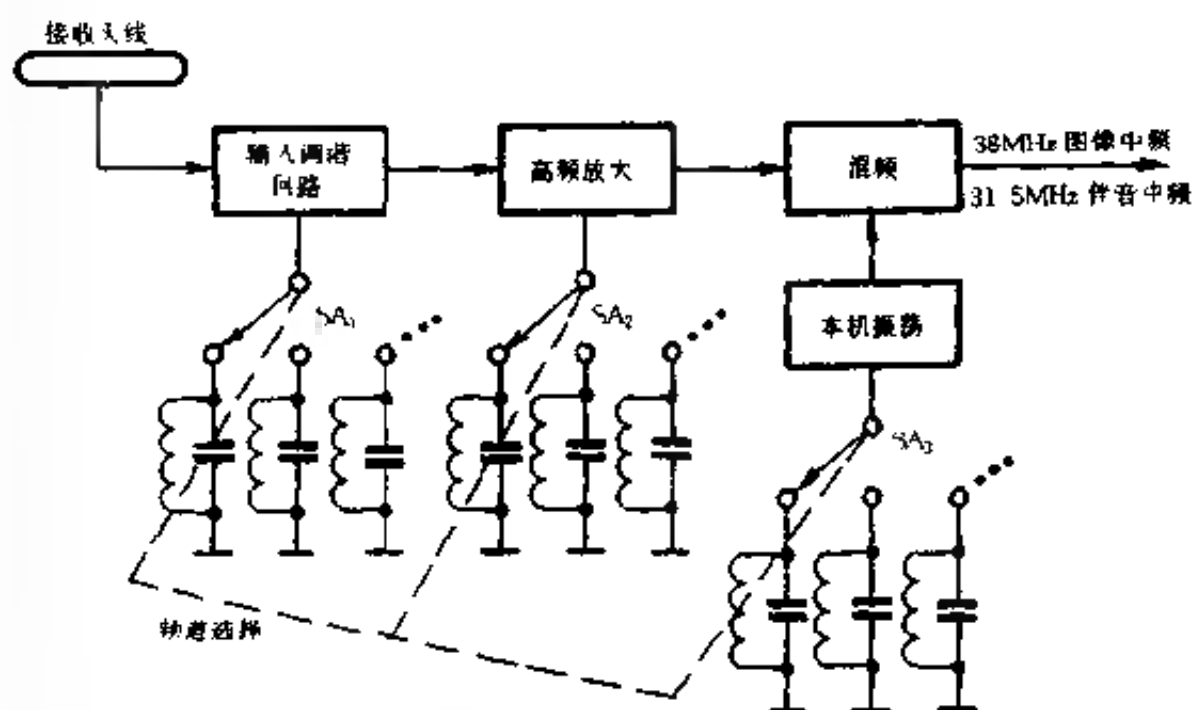 接收天线
输入调谐
回路
高频放大
混频
38MHz 图像中频
31.5MHz 伴音中频
本机振荡
SA₁
SA₂
SA₃
频道选择